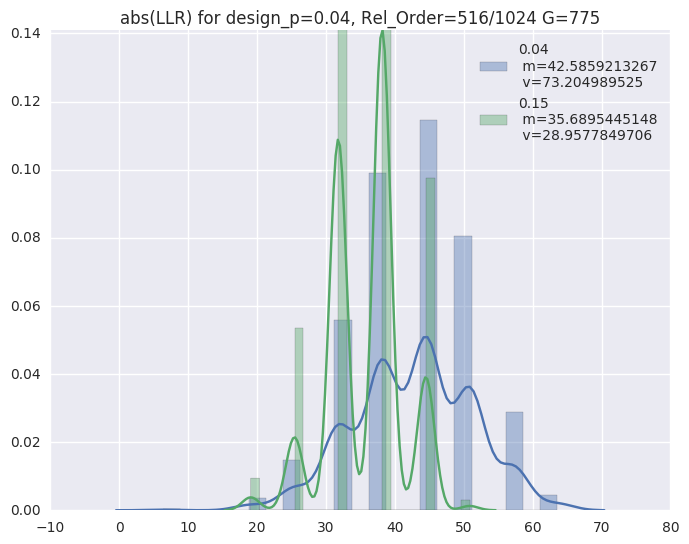 abs(LLR) for design_p=0.04, Rel_Order=516/1024 G=775
0.14
0.12
0.10
0.08
0.06
0.04
0.02
0.00
0.04
m=42.5859213267
v=73.204989525
0.15
m=35.6895445148
v=28.9577849706
-10 0 10 20 30 40 50 60 70 80